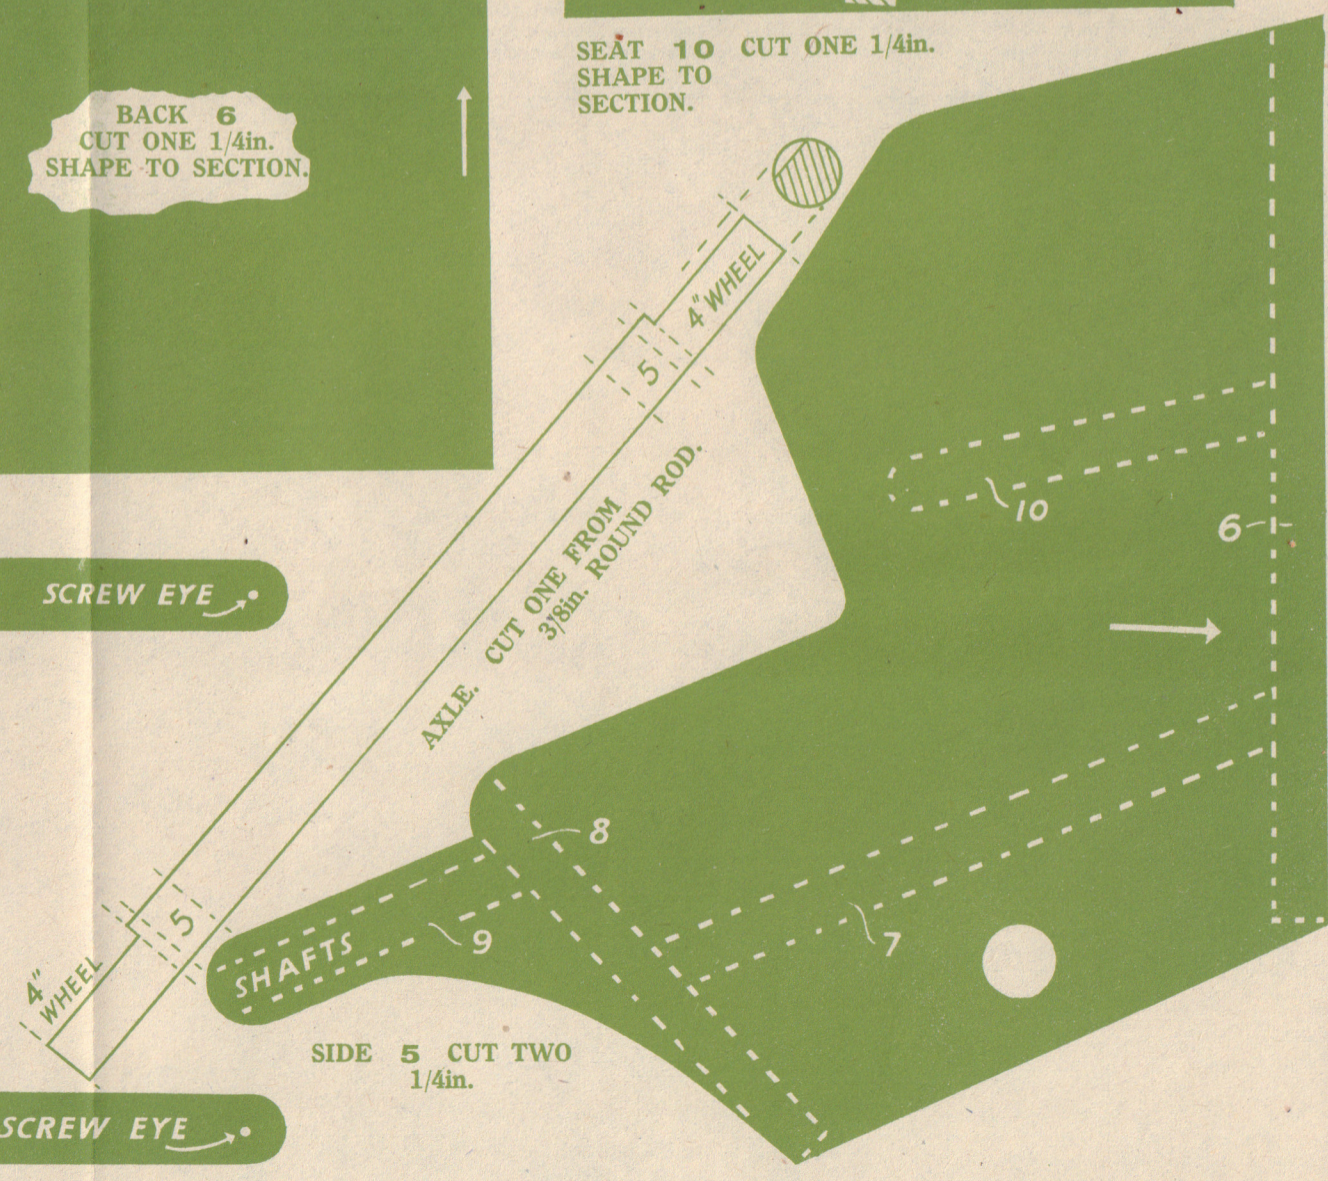 SEAT 10 CUT ONE 1/4in.
SHAPE TO
SECTION.
BACK 6
CUT ONE 1/4in.
SHAPE TO SECTION.
4" WHEEL
5
10
6
AXLE. CUT ONE FROM
3/8in. ROUND ROD.
SCREW EYE
8
5
4"
WHEEL
SHAFTS
9
7
SIDE 5 CUT TWO
1/4in.
SCREW EYE